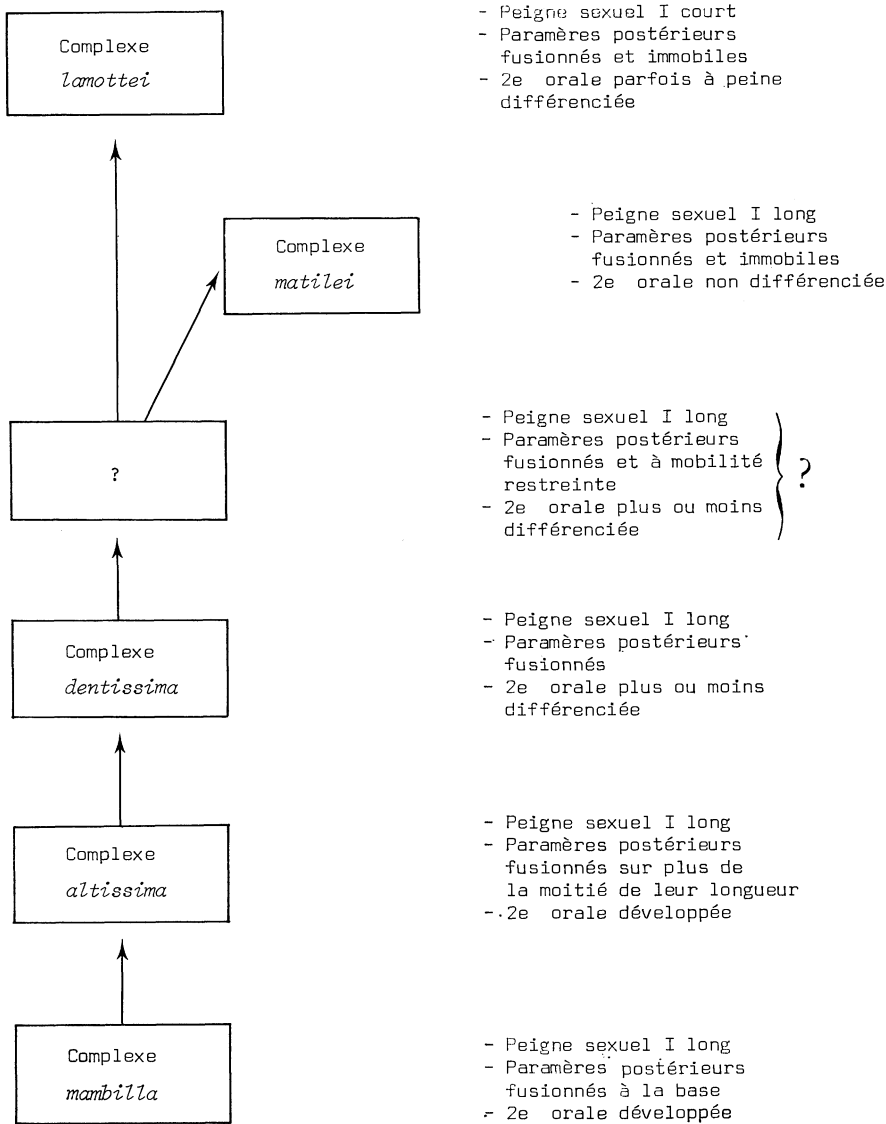 Complexe
lamottei
- Peigne sexuel I court
- Paramères postérieurs
fusionnés et immobiles
- 2e orale parfois à peine
différenciée
Complexe
matilei
- Peigne sexuel I long
- Paramères postérieurs
fusionnés et immobiles
- 2e orale non différenciée
?
- Peigne sexuel I long
- Paramères postérieurs
fusionnés et à mobilité
restreinte
- 2e orale plus ou moins
différenciée
?
Complexe
dentissima
- Peigne sexuel I long
- Paramères postérieurs
fusionnés
- 2e orale plus ou moins
différenciée
Complexe
altissima
- Peigne sexuel I long
- Paramères postérieurs
fusionnés sur plus de
la moitié de leur longueur
- 2e orale développée
Complexe
mambilla
- Peigne sexuel I long
- Paramères postérieurs
fusionnés à la base
- 2e orale développée